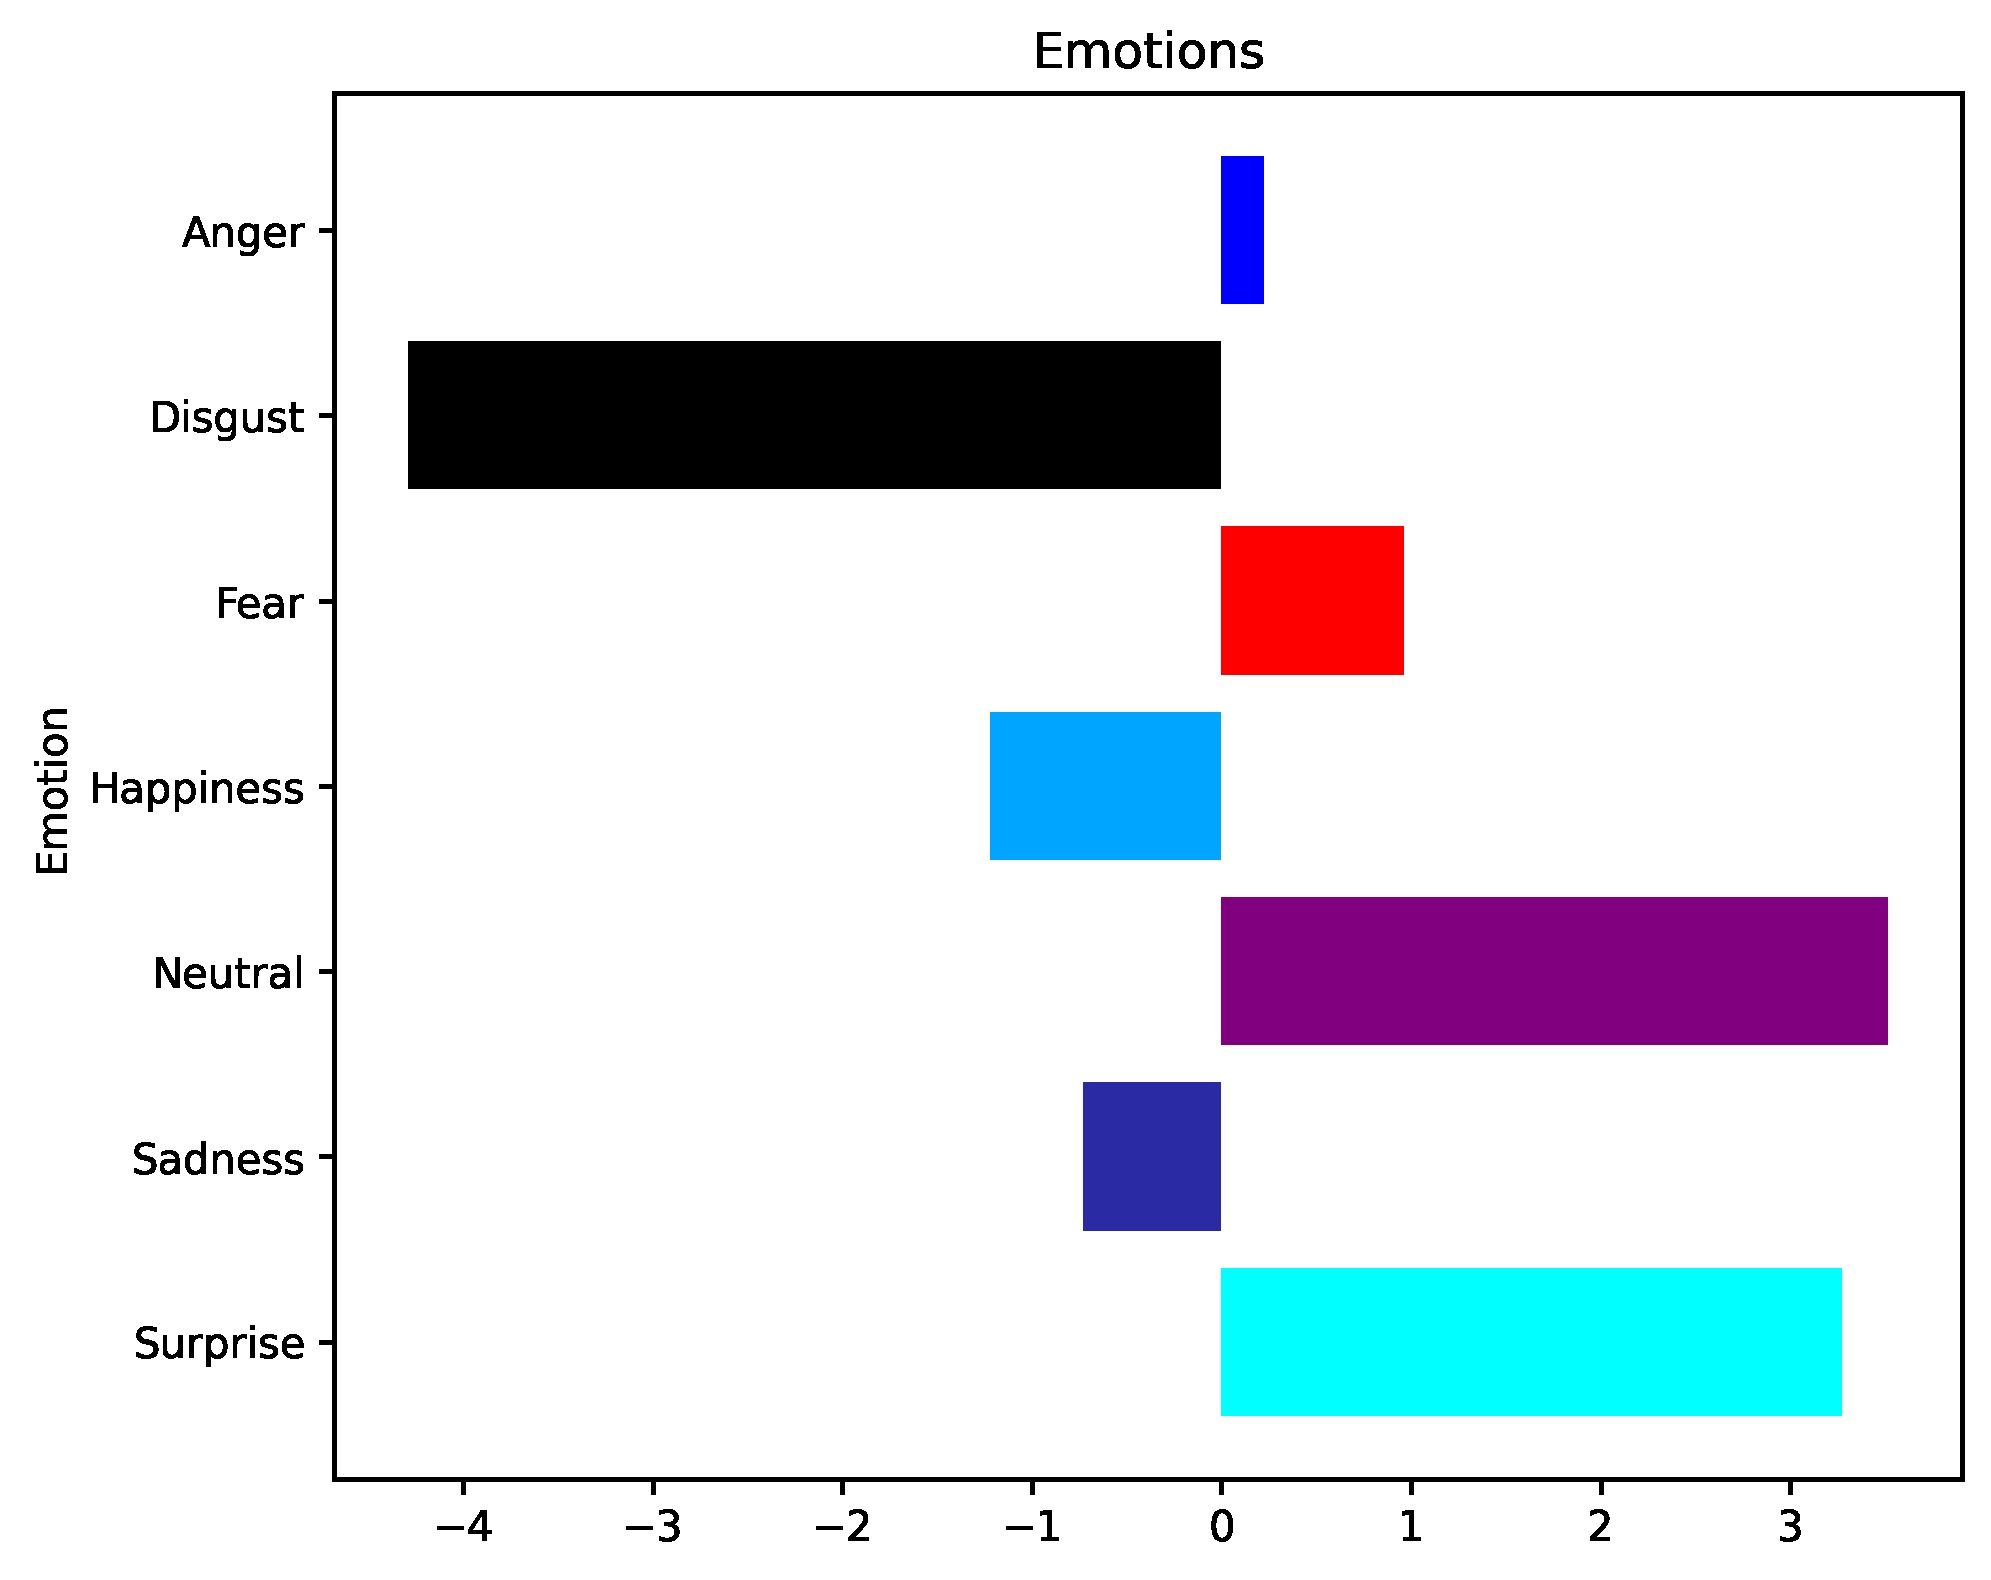 Emotions
Anger
Disgust
Fear
Happiness
Neutral
Sadness
Surprise
Emotion
−4 −3 −2 −1 0 1 2 3